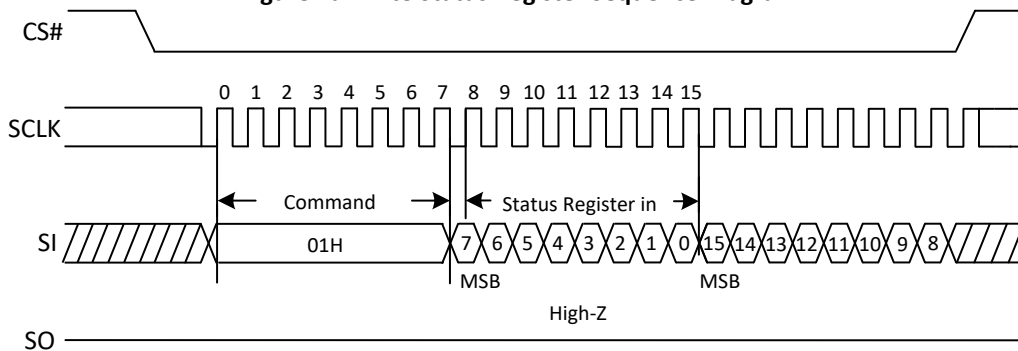 CS#
0 1 2 3 4 5 6 7 8 9 10 11 12 13 14 15
SCLK
Command
Status Register in
SI
01H
7 6 5 4 3 2 1 0 15 14 13 12 11 10 9 8
MSB
MSB
High-Z
SO